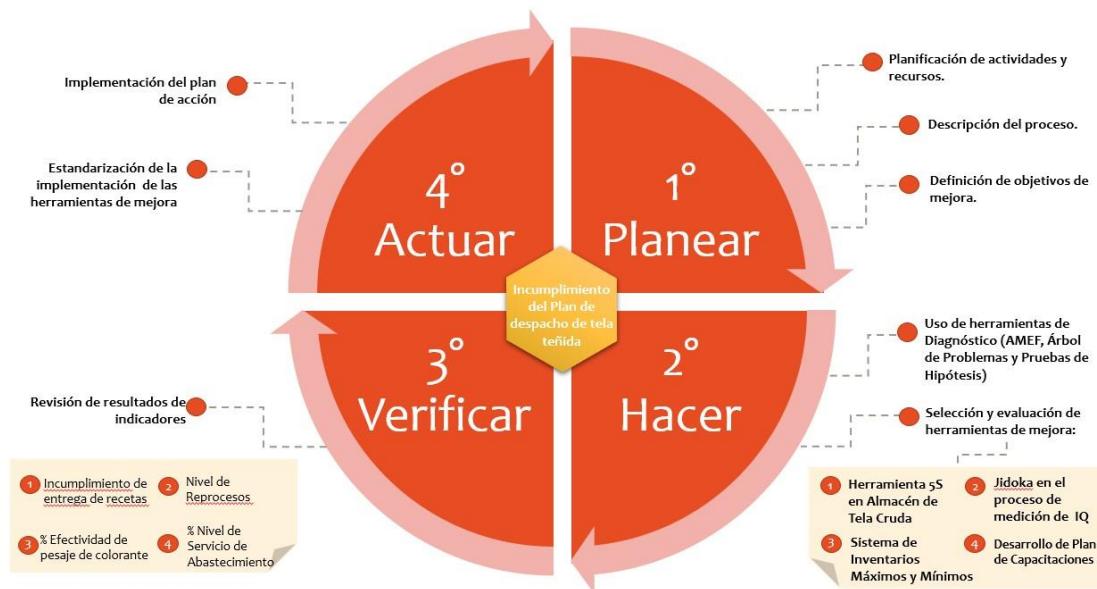 Implementación del plan
de acción
Estandarización de la
implementación de las
herramientas de mejora
4°
Actuar
1°
Planear
Planificación de actividades y
recursos.
Descripción del proceso.
Definición de objetivos de
mejora.
Incumplimiento
del Plan de
despacho de tela
teñida
3°
Verificar
2°
Hacer
Uso de herramientas de
Diagnóstico (AMEF, Árbol
de Problemas y Pruebas de
Hipótesis)
Selección y evaluación de
herramientas de mejora:
Revisión de resultados de
indicadores
1 Incumplimiento de
entrega de recetas
2 Nivel de
Reprocesos
3 % Efectividad de
pesaje de colorante
4 % Nivel de
Servicio de
Abastecimiento
1 Herramienta 5S
en Almacén de
Tela Cruda
2 Jidoka en el
proceso de
medición de IQ
3 Sistema de
Inventarios
Máximos y Mínimos
4 Desarrollo de Plan
de Capacitaciones